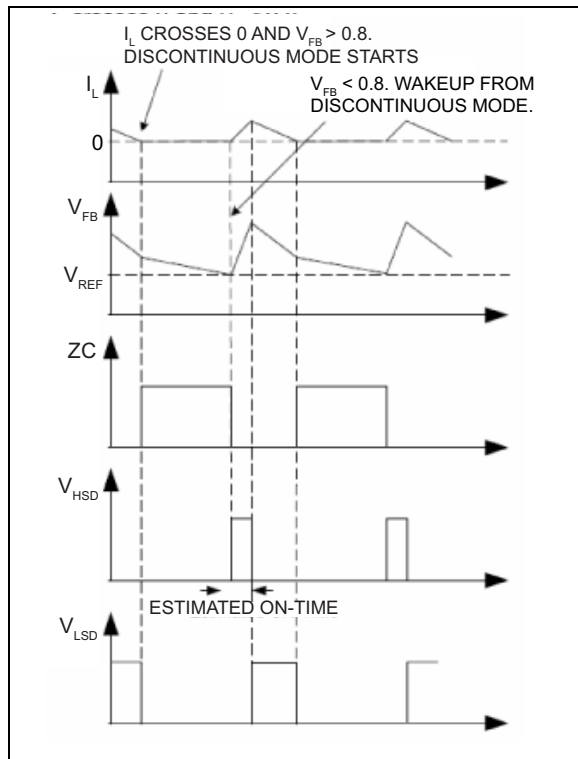 I_L CROSSES 0 AND V_FB > 0.8.
DISCONTINUOUS MODE STARTS
V_FB < 0.8. WAKEUP FROM
DISCONTINUOUS MODE.
I_L
0
V_FB
V_REF
ZC
V_HSD
ESTIMATED ON-TIME
V_LSD